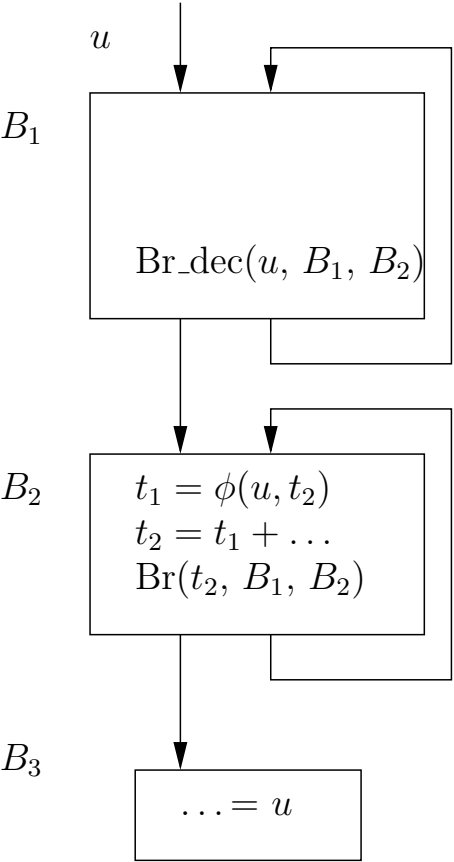 u
B₁
Br_dec(u, B₁, B₂)
B₂
t₁ = ϕ(u, t₂)
t₂ = t₁ + …
Br(t₂, B₁, B₂)
B₃
… = u